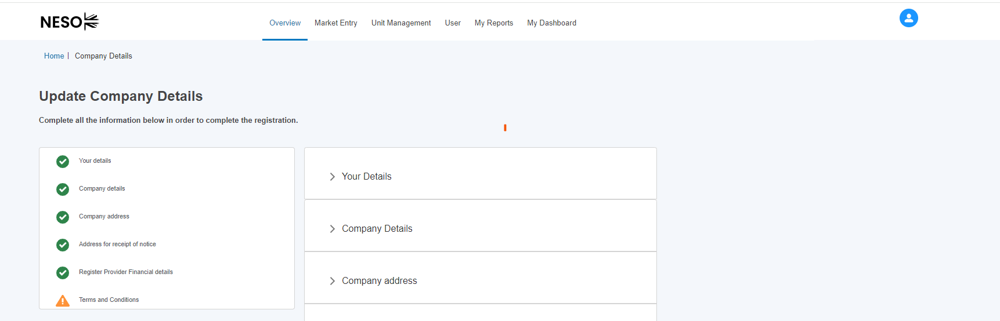 NESO
Overview Market Entry Unit Management User My Reports My Dashboard
Home | Company Details
Update Company Details
Complete all the information below in order to complete the registration.
Your details
Company details
Company address
Address for receipt of notice
Register Provider Financial details
Terms and Conditions
Your Details
Company Details
Company address